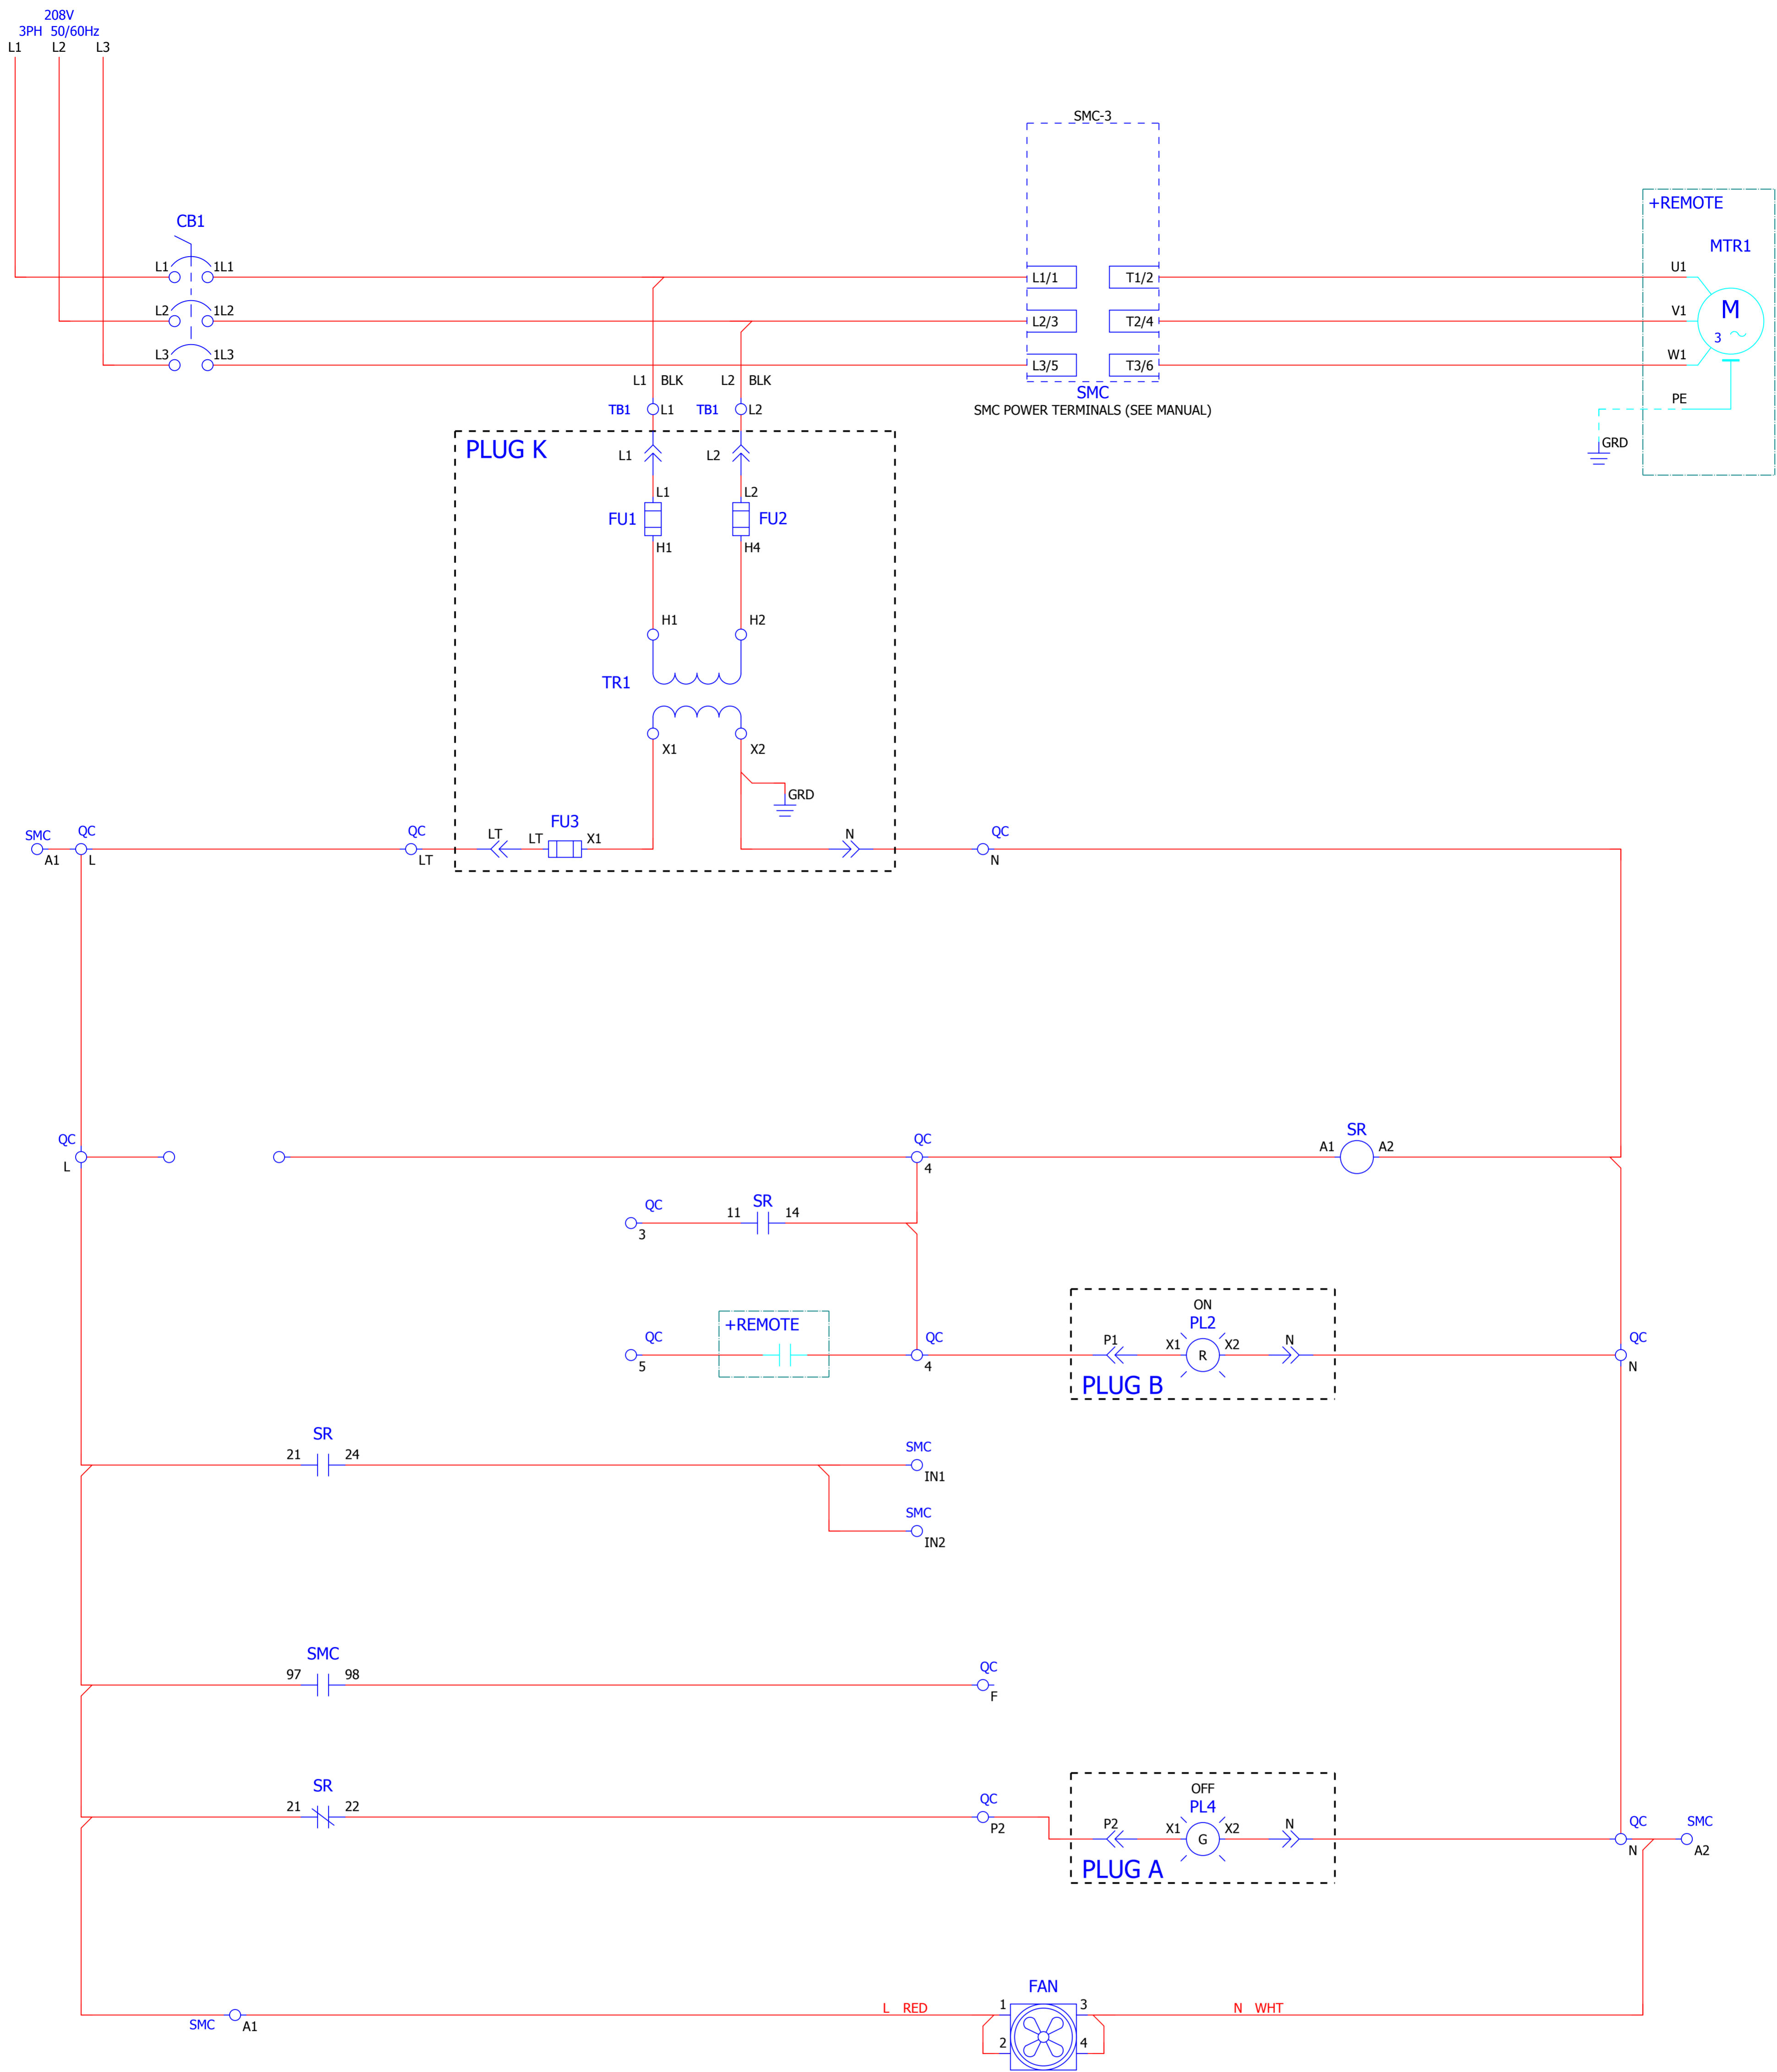 208V
3PH 50/60Hz
L1 L2 L3
SMC-3
+REMOTE
CB1
MTR1
L1 1L1
L1/1 T1/2
U1
L2 1L2
L2/3 T2/4
V1
M
3
L3 1L3
L3/5 T3/6
W1
L1 BLK L2 BLK
SMC
SMC POWER TERMINALS (SEE MANUAL)
PE
TB1 L1 TB1 L2
GRD
PLUG K
L1 L2
L1 L2
FU1 FU2
H1 H4
H1 H2
TR1
X1 X2
GRD
SMC QC
QC
FU3
LT LT X1
N
QC
A1 L
LT
N
QC
QC
SR
A1 A2
L
4
QC
SR
11 14
3
+REMOTE
QC
5
QC
4
ON
PL2
P1 X1 X2 N
R
PLUG B
QC
N
SR
21 24
SMC
IN1
SMC
IN2
SMC
97 98
QC
F
SR
21 22
QC
P2
OFF
PL4
P2 X1 X2 N
G
PLUG A
QC SMC
N A2
FAN
SMC A1
L RED
1 3
2 4
N WHT